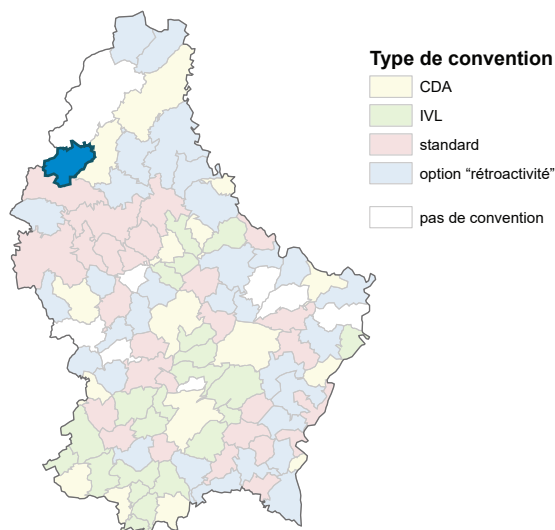 Type de convention
CDA
IVL
standard
option “rétroactivité”
pas de convention